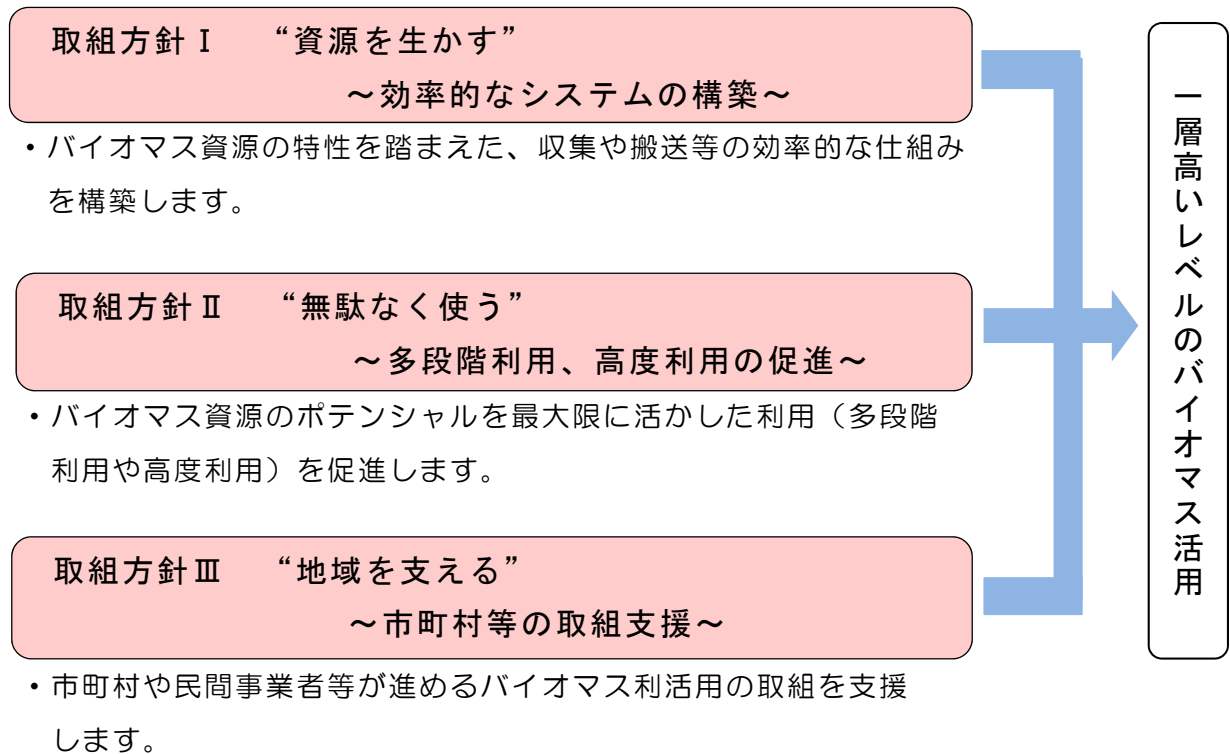 取組方針Ⅰ “資源を生かす”
～効率的なシステムの構築～
・バイオマス資源の特性を踏まえた、収集や搬送等の効率的な仕組み
を構築します。
取組方針Ⅱ “無駄なく使う”
～多段階利用、高度利用の促進～
・バイオマス資源のポテンシャルを最大限に活かした利用（多段階
利用や高度利用）を促進します。
取組方針Ⅲ “地域を支える”
～市町村等の取組支援～
・市町村や民間事業者等が進めるバイオマス利活用の取組を支援
します。
一層高いレベルのバイオマス活用